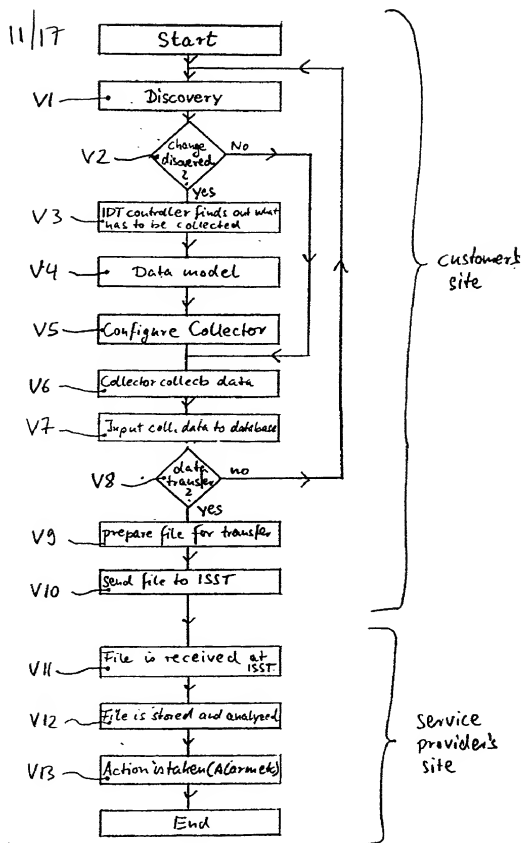 11/17
Start
V1
Discovery
V2
change
discovered
?
No
yes
V3
IDT controller finds out what
has to be collected
V4
Data model
V5
Configure Collector
V6
Collector collects data
V7
Input coll. data to database
V8
data
transfer
?
no
yes
V9
prepare file for transfer
V10
send file to ISST
customer's
site
V11
File is received at
ISST.
V12
File is stored and analyzed
V13
Action is taken (Alarm etc)
End
service
provider's
site